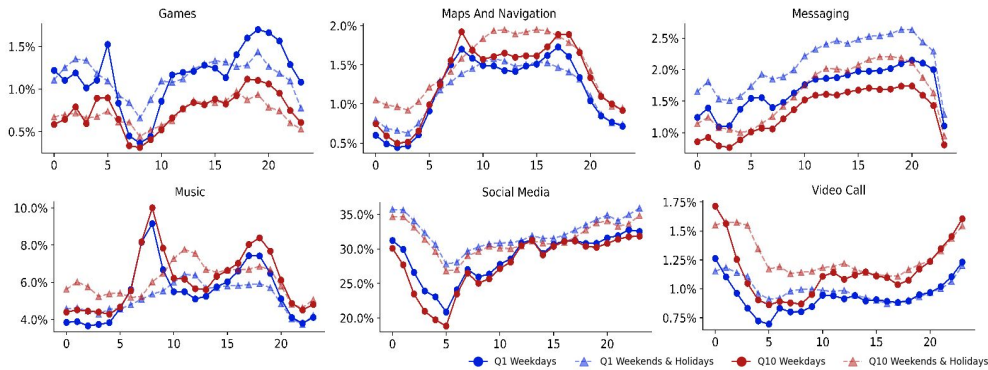 Games
1.5%
1.0%
0.5%
0 5 10 15 20
Maps And Navigation
2.0%
1.5%
1.0%
0.5%
0 5 10 15 20
Messaging
2.5%
2.0%
1.5%
1.0%
0 5 10 15 20
Music
10.0%
8.0%
6.0%
4.0%
0 5 10 15 20
Social Media
35.0%
30.0%
25.0%
20.0%
0 5 10 15 20
Video Call
1.75%
1.50%
1.25%
1.00%
0.75%
0 5 10 15 20
Q1 Weekdays Q1 Weekends & Holidays Q10 Weekdays Q10 Weekends & Holidays